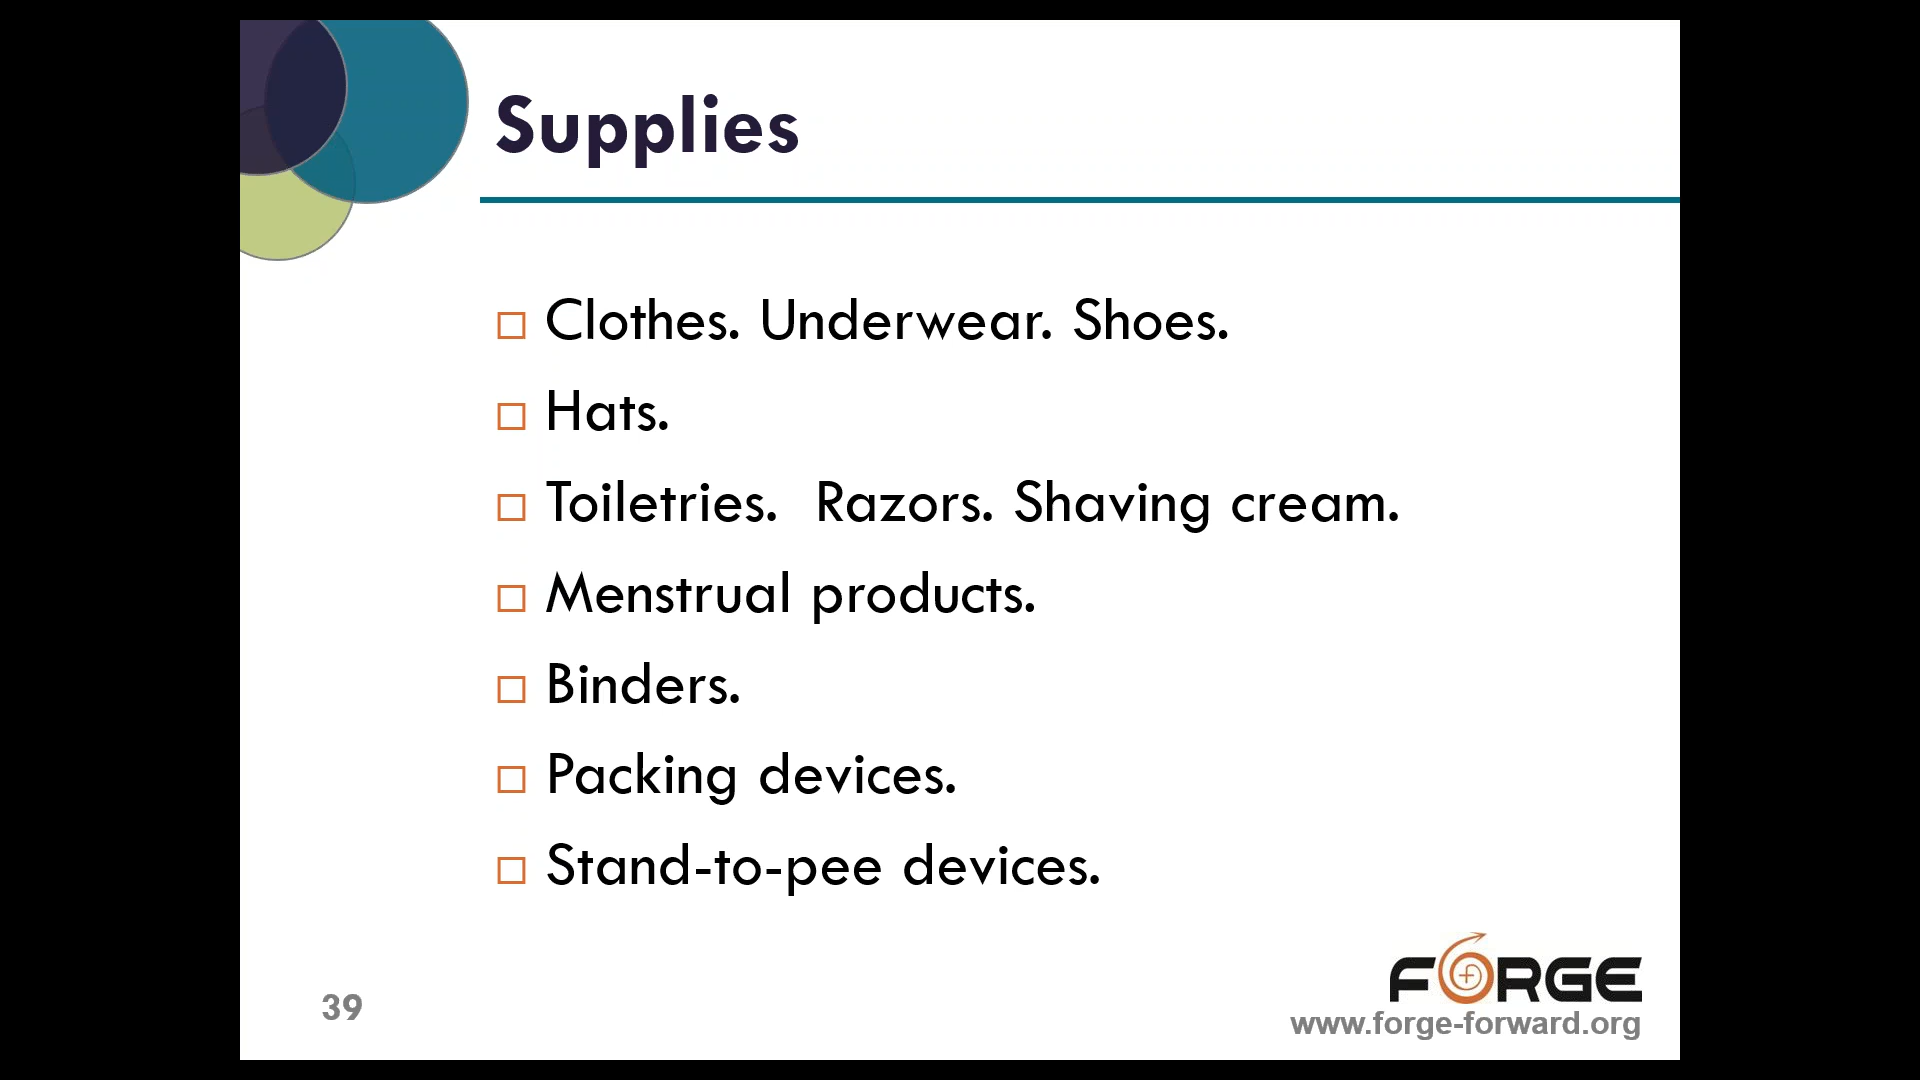 Supplies
Clothes. Underwear. Shoes.
Hats.
Toiletries.  Razors. Shaving cream.
Menstrual products.
Binders.
Packing devices.
Stand-to-pee devices.
FORGE
www.forge-forward.org
39